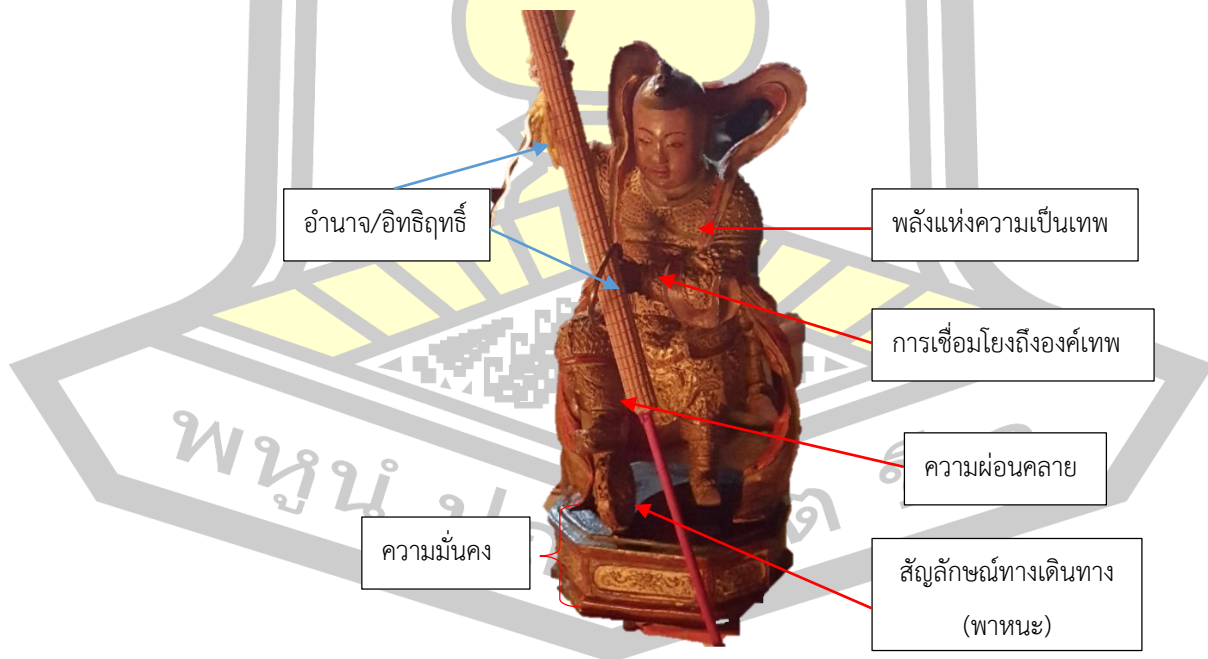 อำนาจ/อิทธิฤทธิ์
พลังแห่งความเป็นเทพ
การเชื่อมโยงถึงองค์เทพ
ความผ่อนคลาย
ความมั่นคง
สัญลักษณ์ทางเดินทาง
(พาหนะ)
พหูนํ